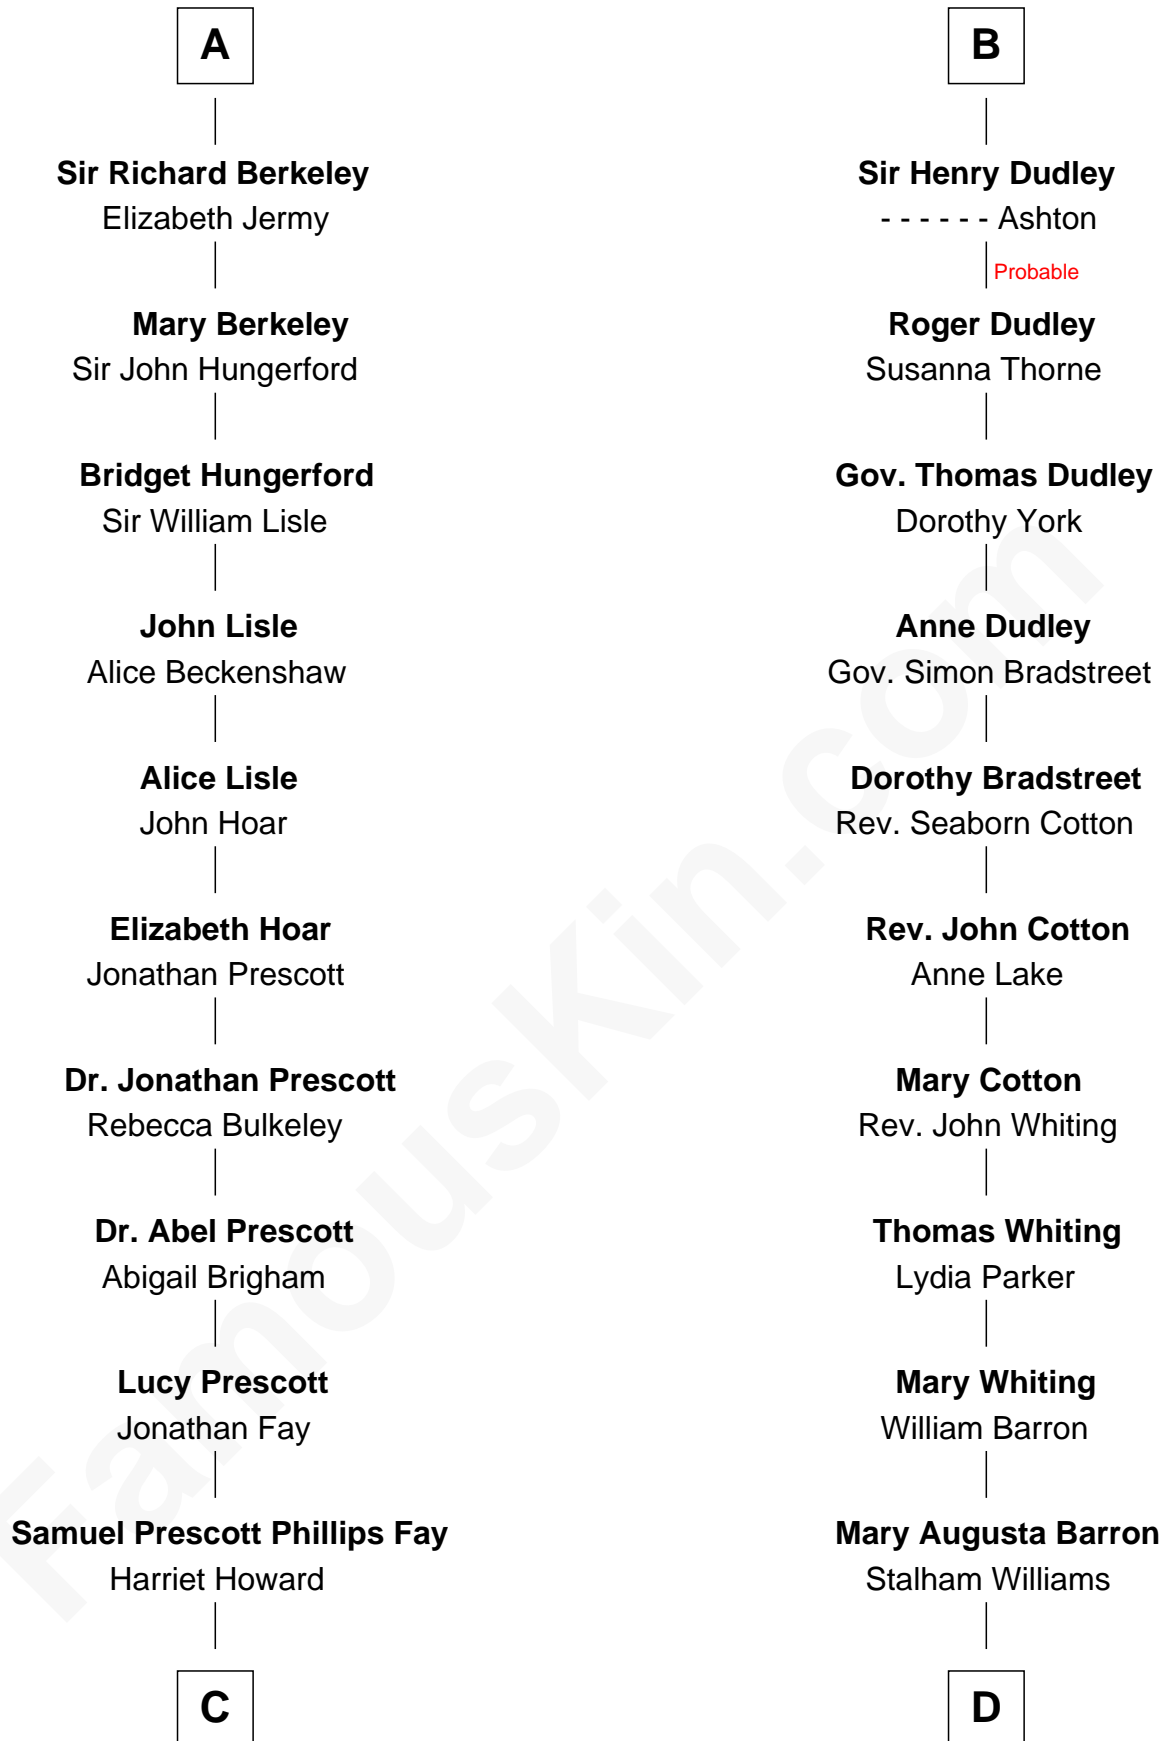 A
Sir Richard Berkeley
Elizabeth Jermy
Mary Berkeley
Sir John Hungerford
Bridget Hungerford
Sir William Lisle
John Lisle
Alice Beckenshaw
Alice Lisle
John Hoar
Elizabeth Hoar
Jonathan Prescott
Dr. Jonathan Prescott
Rebecca Bulkeley
Dr. Abel Prescott
Abigail Brigham
Lucy Prescott
Jonathan Fay
Samuel Prescott Phillips Fay
Harriet Howard
C
B
Sir Henry Dudley
- - - - - - Ashton
Probable
Roger Dudley
Susanna Thorne
Gov. Thomas Dudley
Dorothy York
Anne Dudley
Gov. Simon Bradstreet
Dorothy Bradstreet
Rev. Seaborn Cotton
Rev. John Cotton
Anne Lake
Mary Cotton
Rev. John Whiting
Thomas Whiting
Lydia Parker
Mary Whiting
William Barron
Mary Augusta Barron
Stalham Williams
D
FamousKin.com